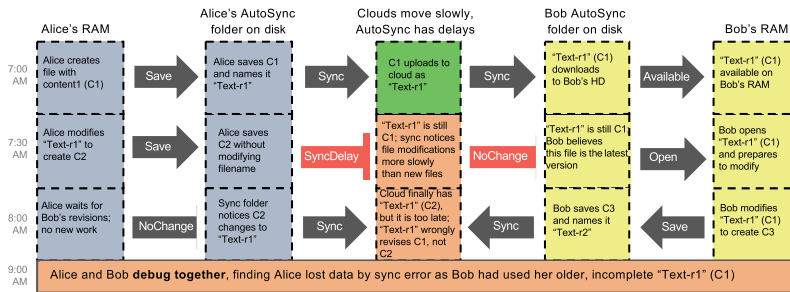 Alice's RAM
Alice's AutoSync
folder on disk
Clouds move slowly,
AutoSync has delays
Bob AutoSync
folder on disk
Bob's RAM
7:00
AM
Alice creates
file with
content1 (C1)
Save
Alice saves C1
and names it
"Text-r1"
Sync
C1 uploads to
cloud as
"Text-r1"
Sync
"Text-r1" (C1)
downloads
to Bob's HD
Available
"Text-r1" (C1)
available on
Bob's RAM
7:30
AM
Alice modifies
"Text-r1" to
create C2
Save
Alice saves
C2 without
modifying
filename
SyncDelay
"Text-r1" is still
C1; sync notices
file modifications
more slowly
than new files
NoChange
"Text-r1" is still C1;
Bob believes
this file is the latest
version
Open
Bob opens
"Text-r1" (C1)
and prepares
to modify
8:00
AM
Alice waits for
Bob's revisions;
no new work
NoChange
Sync folder
notices C2
changes to
"Text-r1"
Sync
Cloud finally has
"Text-r1" (C2),
but it is too late;
"Text-r1" wrongly
revises C1, not
C2
Sync
Bob saves C3
and names it
"Text-r2"
Save
Bob modifies
"Text-r1" (C1)
to create C3
9:00
AM
Alice and Bob debug together, finding Alice lost data by sync error as Bob had used her older, incomplete "Text-r1" (C1)